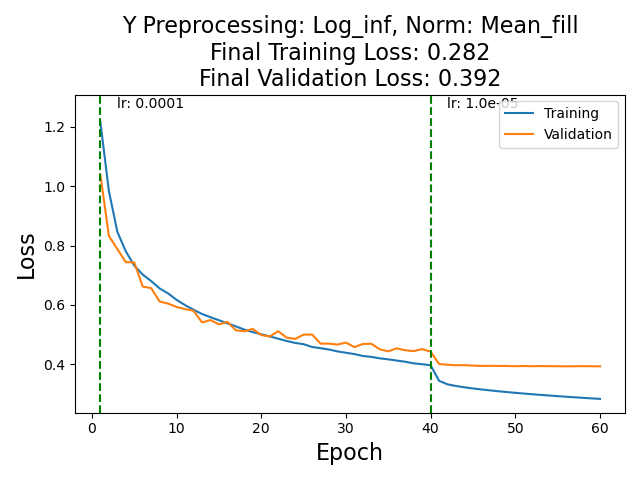 Y Preprocessing: Log_inf, Norm: Mean_fill
Final Training Loss: 0.282
Final Validation Loss: 0.392
lr: 0.0001
lr: 1.0e-05
Training
Validation
1.2
1.0
0.8
0.6
0.4
Loss
0
10
20
30
40
50
60
Epoch